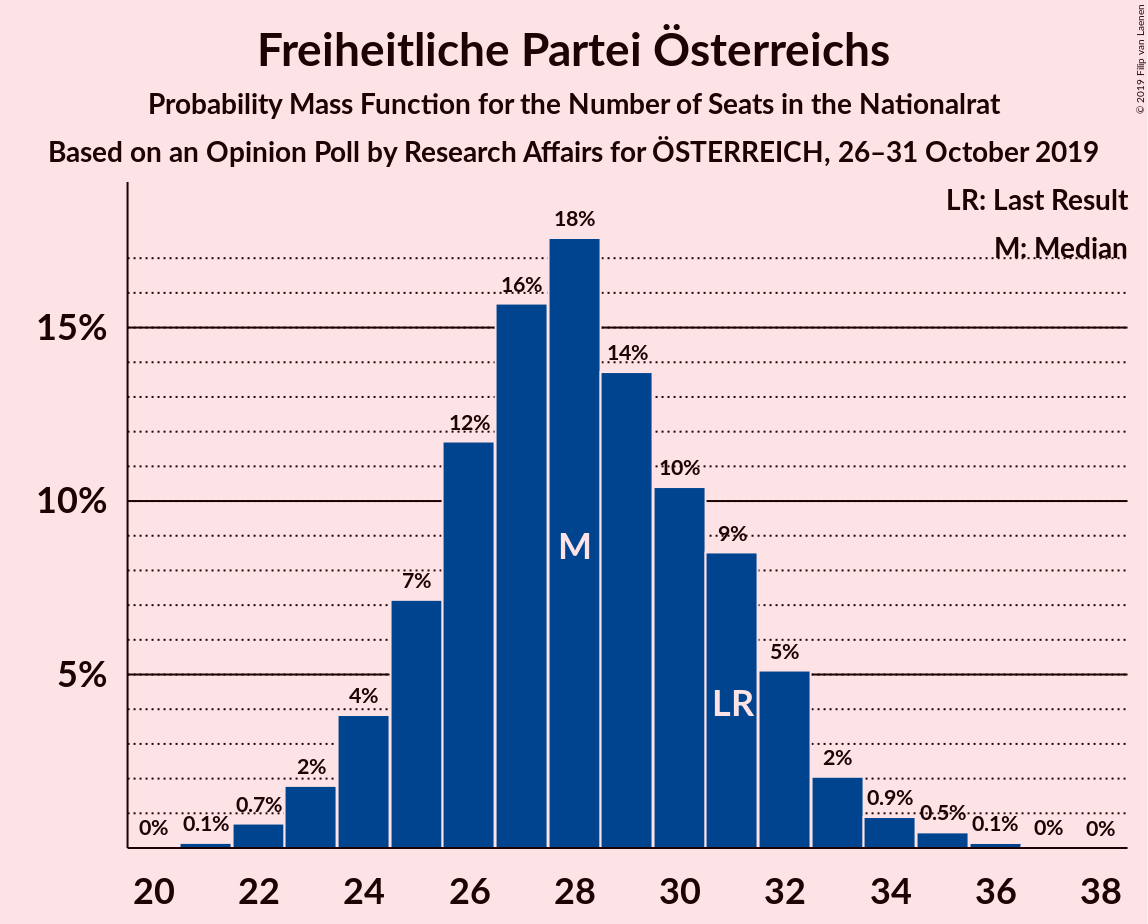 Freiheitliche Partei Österreichs
Probability Mass Function for the Number of Seats in the Nationalrat
Based on an Opinion Poll by Research Affairs for ÖSTERREICH, 26–31 October 2019
© 2019 Filip van Laenen
LR: Last Result
M: Median
15%
10%
5%
0%
0.1%
0.7%
2%
4%
7%
12%
16%
18%
14%
10%
9%
5%
2%
0.9%
0.5%
0.1%
0%
0%
M
LR
20 22 24 26 28 30 32 34 36 38